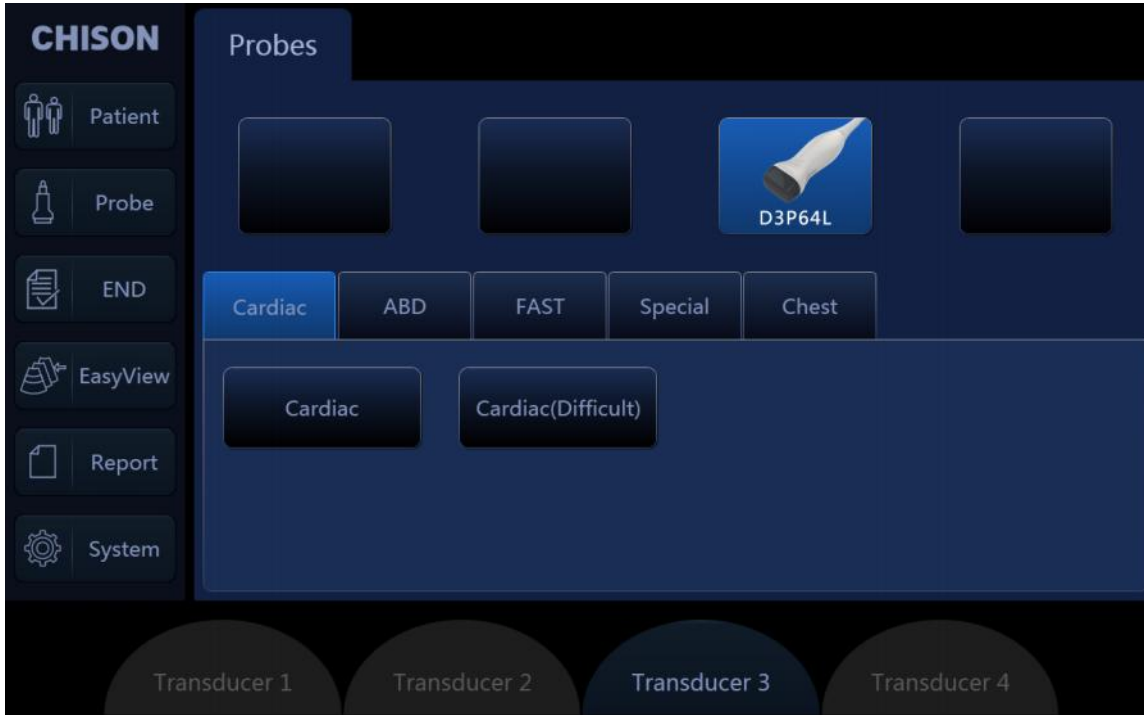 CHISON
Patient
Probe
END
EasyView
Report
System
Probes
D3P64L
Cardiac
ABD
FAST
Special
Chest
Cardiac
Cardiac(Difficult)
Transducer 1
Transducer 2
Transducer 3
Transducer 4